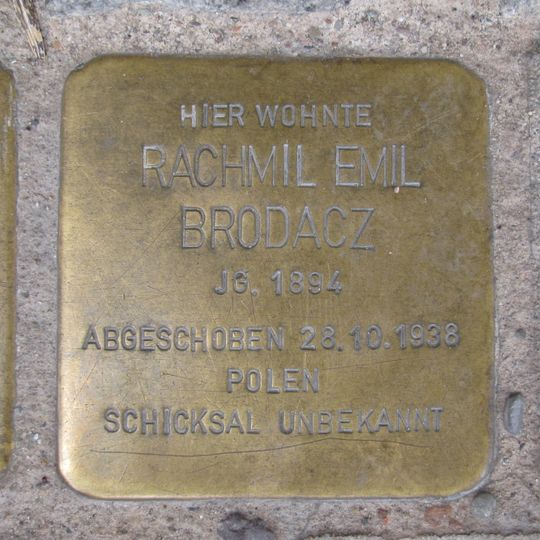 HIER WOHNTE
RACHMIL EMIL
BRODACZ
JG. 1894
ABGESCHOBEN 28.10.1938
POLEN
SCHICKSAL UNBEKANNT